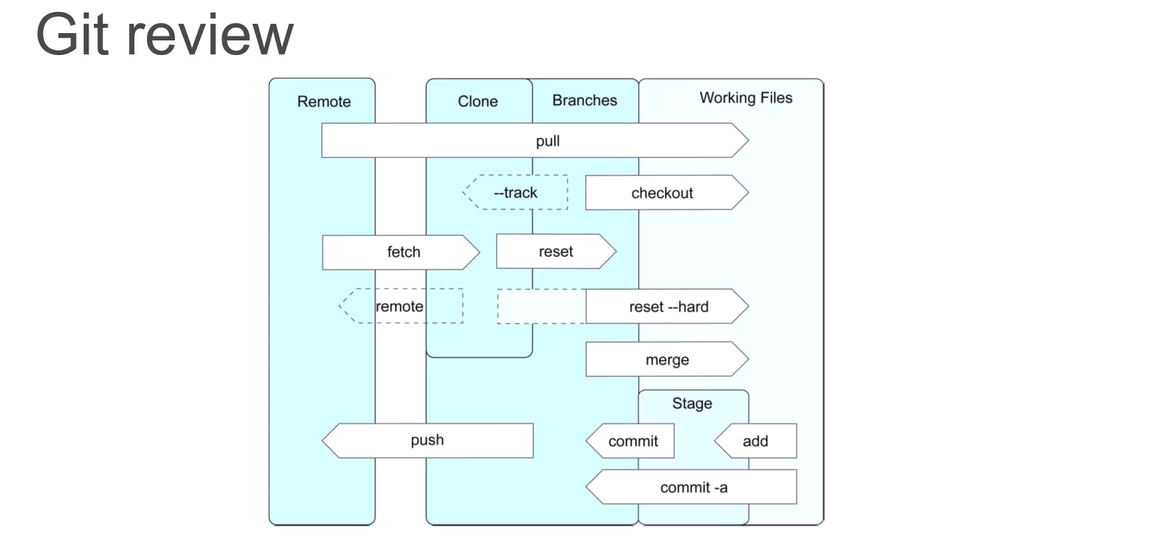 Git review
Remote
Clone
Branches
Working Files
pull
--track
checkout
fetch
reset
remote
reset --hard
merge
Stage
push
commit
add
commit -a